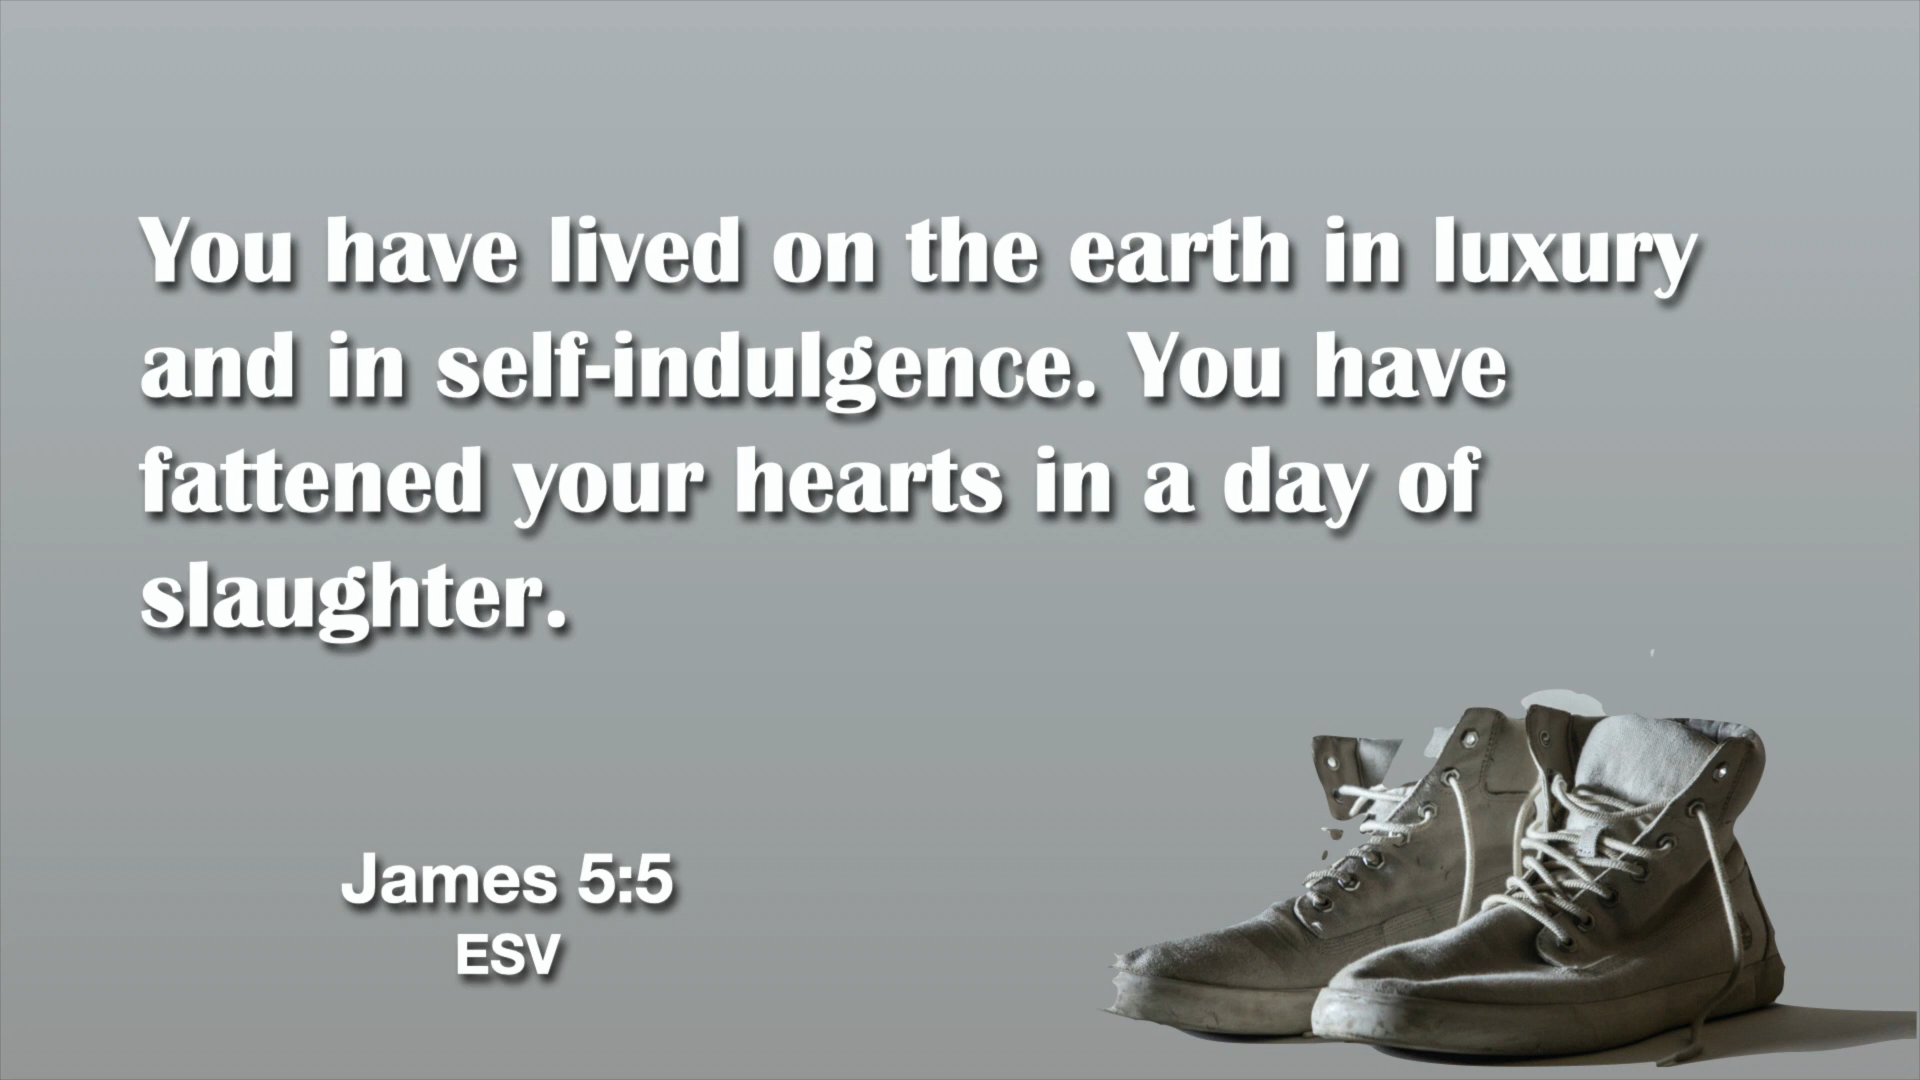 You have lived on the earth in luxury
and in self-indulgence. You have
fattened your hearts in a day of
slaughter.
James 5:5
ESV